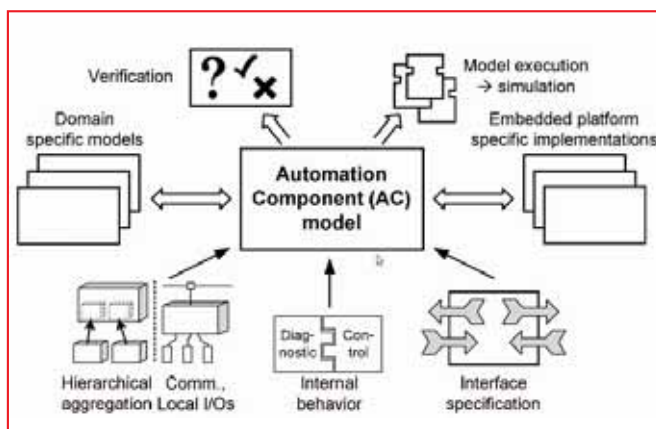 Verification
?
Model execution
→ simulation
Domain
specific models
Embedded platform
specific implementations
Automation
Component (AC)
model
Hierarchical
aggregation
Comm.,
Local I/Os
Diag-
nostic
Con-
trol
Internal
behavior
Interface
specification